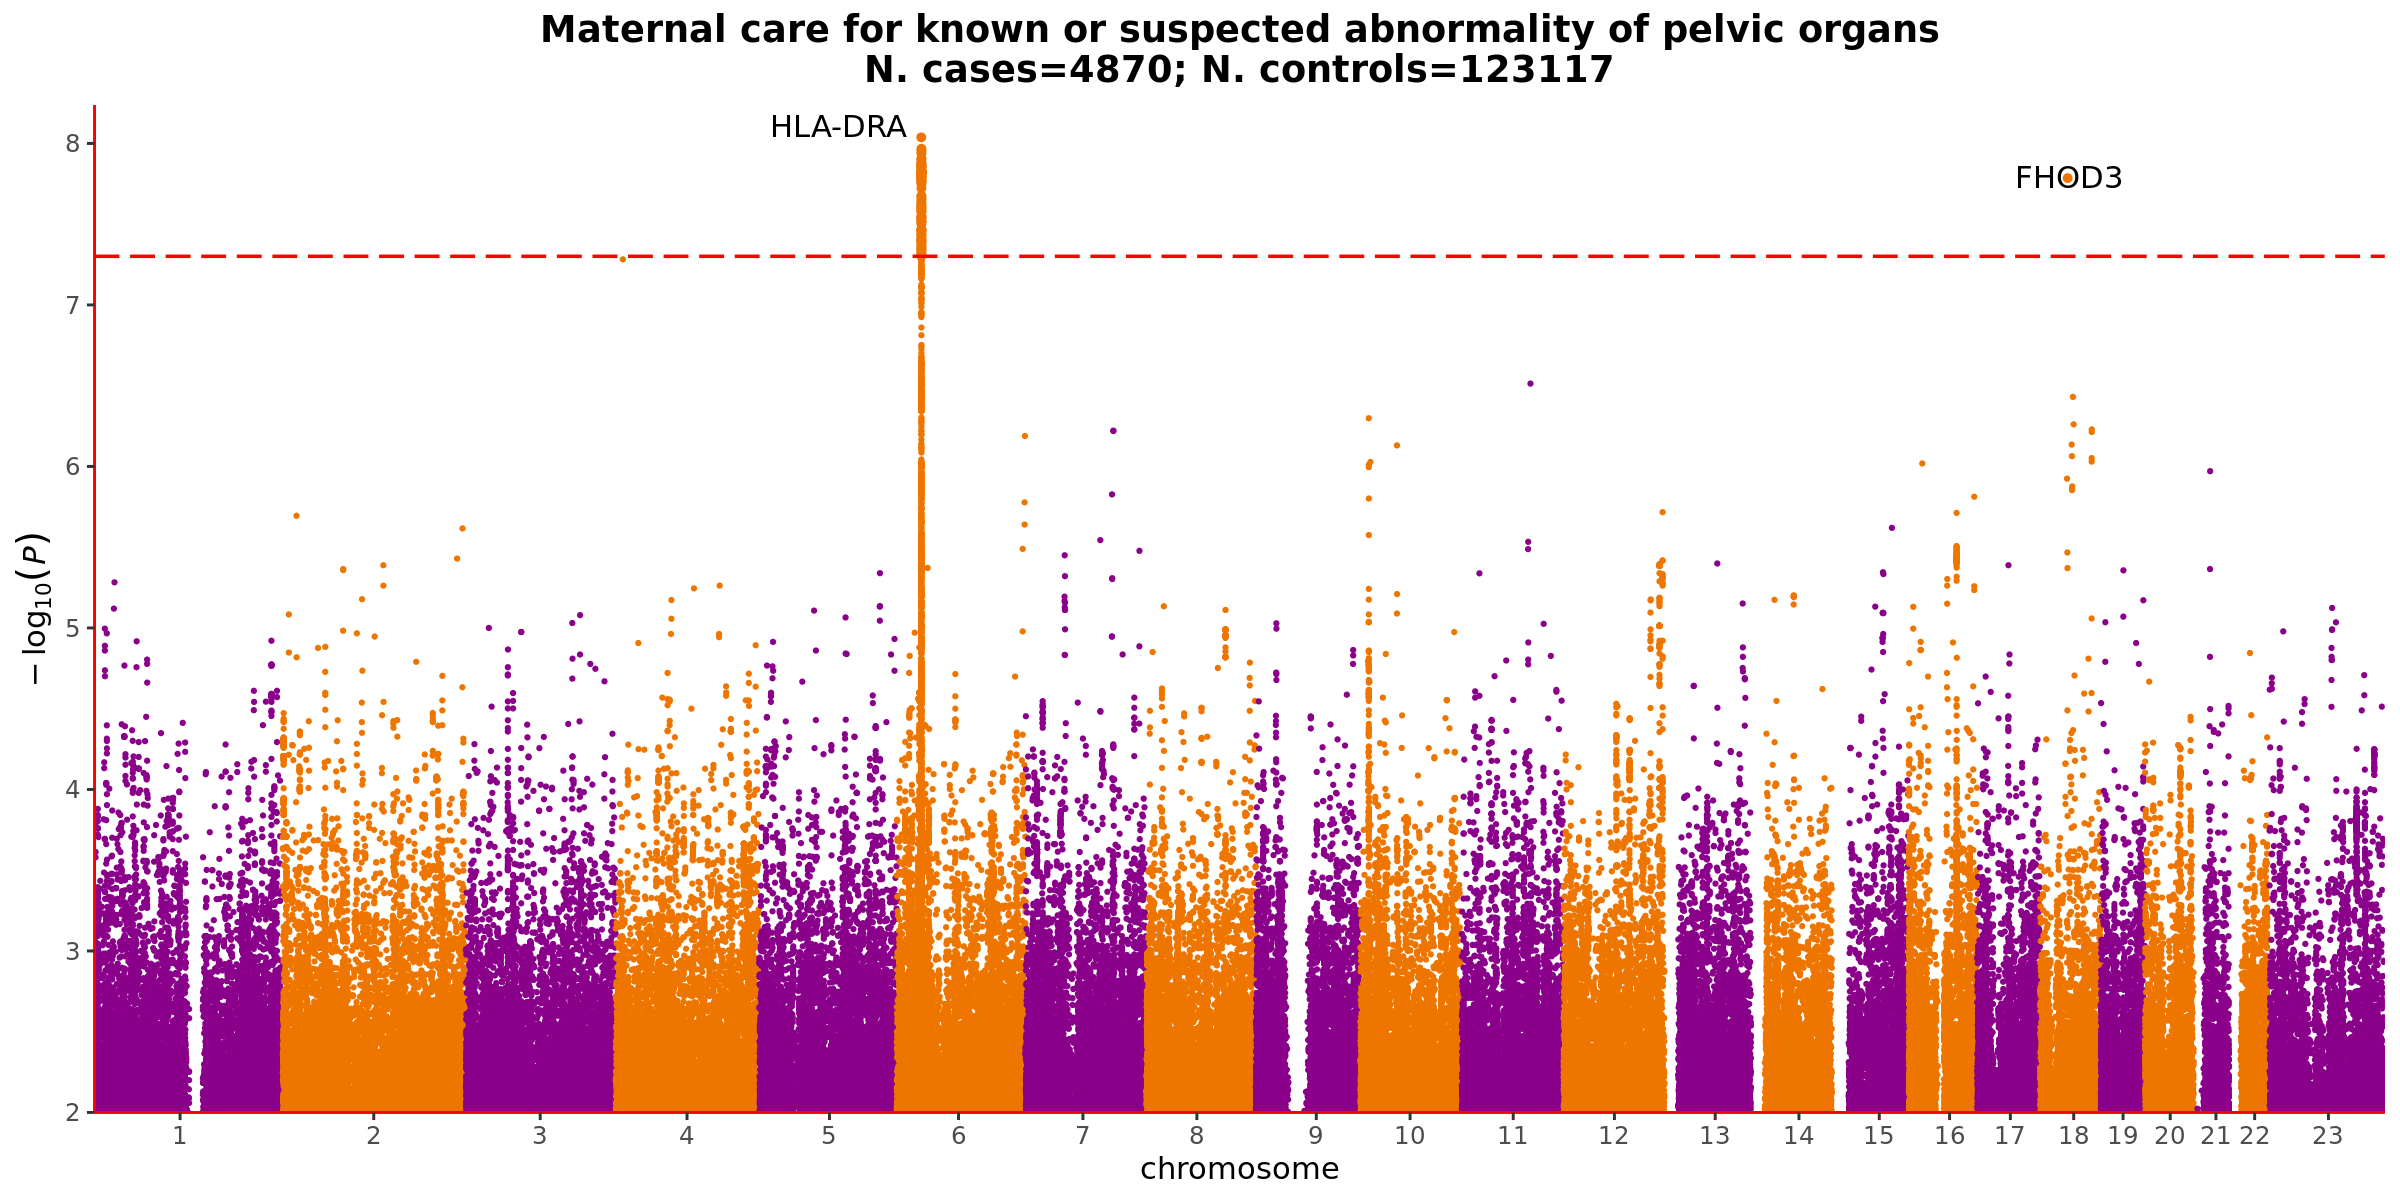 Maternal care for known or suspected abnormality of pelvic organs
N. cases=4870; N. controls=123117
HLA-DRA
FHOD3
8
7
6
5
4
3
2
−log10(P)
1 2 3 4 5 6 7 8 9 10 11 12 13 14 15 16 17 18 19 20 21 22 23
chromosome